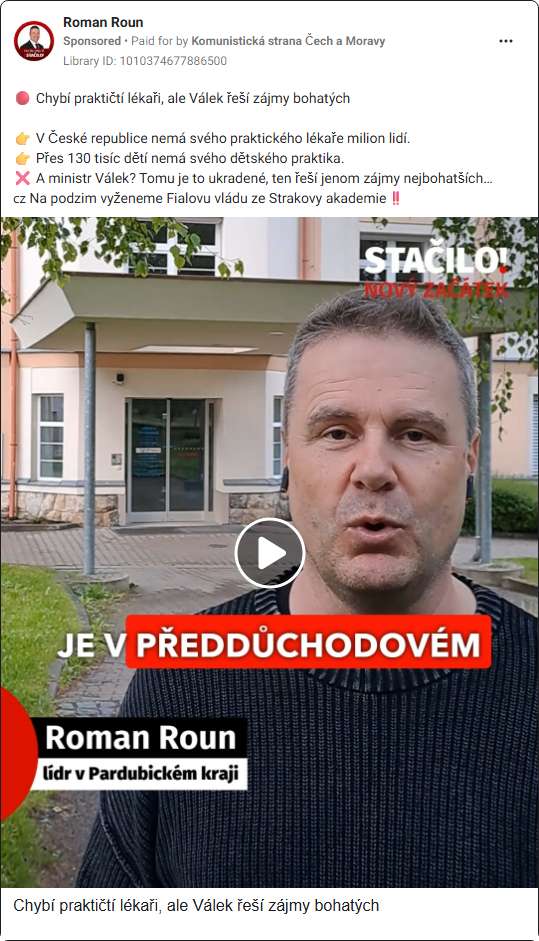 Roman Roun
Sponsored • Paid for by Komunistická strana Čech a Moravy
Library ID: 1010374677886500
Chybí praktičtí lékaři, ale Válek řeší zájmy bohatých
👉 V České republice nemá svého praktického lékaře milion lidí.
👉 Přes 130 tisíc dětí nemá svého dětského praktika.
❌ A ministr Válek? Tomu je to ukradené, ten řeší jenom zájmy nejbohatších...
cz Na podzim vyženeme Fialovu vládu ze Strakovy akademie ‼️
STAČILO!
NOVÝ ZAČÁTEK
JE V PŘEDDŮCHODOVÉM
Roman Roun
lídr v Pardubickém kraji
Chybí praktičtí lékaři, ale Válek řeší zájmy bohatých